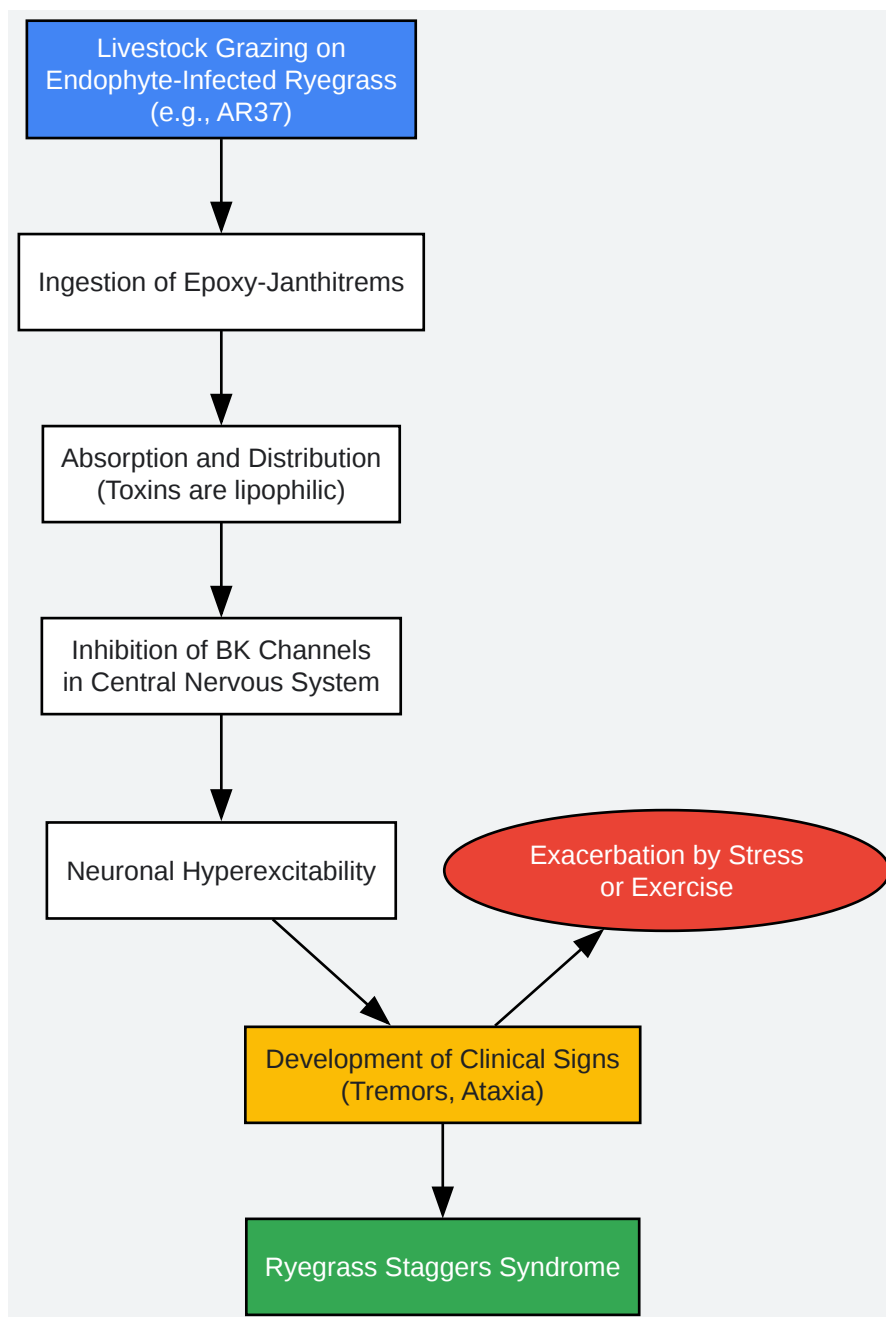 Livestock Grazing on
Endophyte-Infected Ryegrass
(e.g., AR37)
Ingestion of Epoxy-Janthitrems
Absorption and Distribution
(Toxins are lipophilic)
Inhibition of BK Channels
in Central Nervous System
Neuronal Hyperexcitability
Exacerbation by Stress
or Exercise
Development of Clinical Signs
(Tremors, Ataxia)
Ryegrass Staggers Syndrome